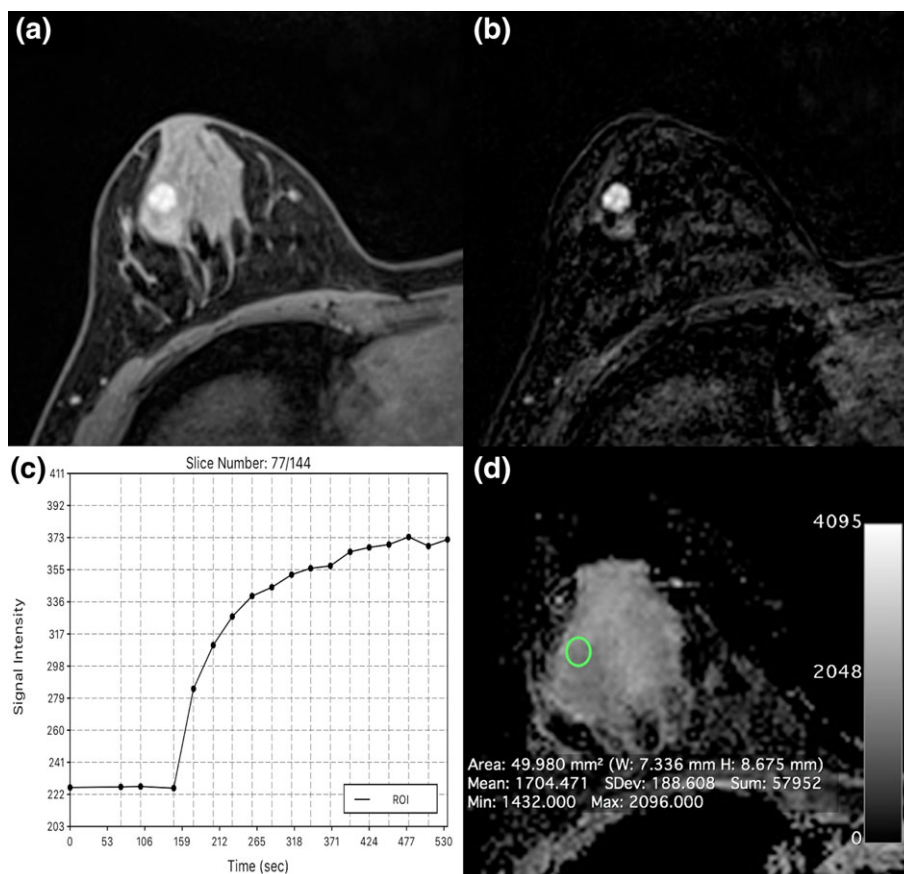 (a)
(b)
(c)
Slice Number: 77/144
411
392
373
355
336
317
298
279
260
241
222
203
Signal Intensity
ROI
0 53 106 159 212 265 318 371 424 477 530
Time (sec)
(d)
4095
2048
0
Area: 49.980 mm² (W: 7.336 mm H: 8.675 mm)
Mean: 1704.471 SDev: 188.608 Sum: 57952
Min: 1432.000 Max: 2096.000